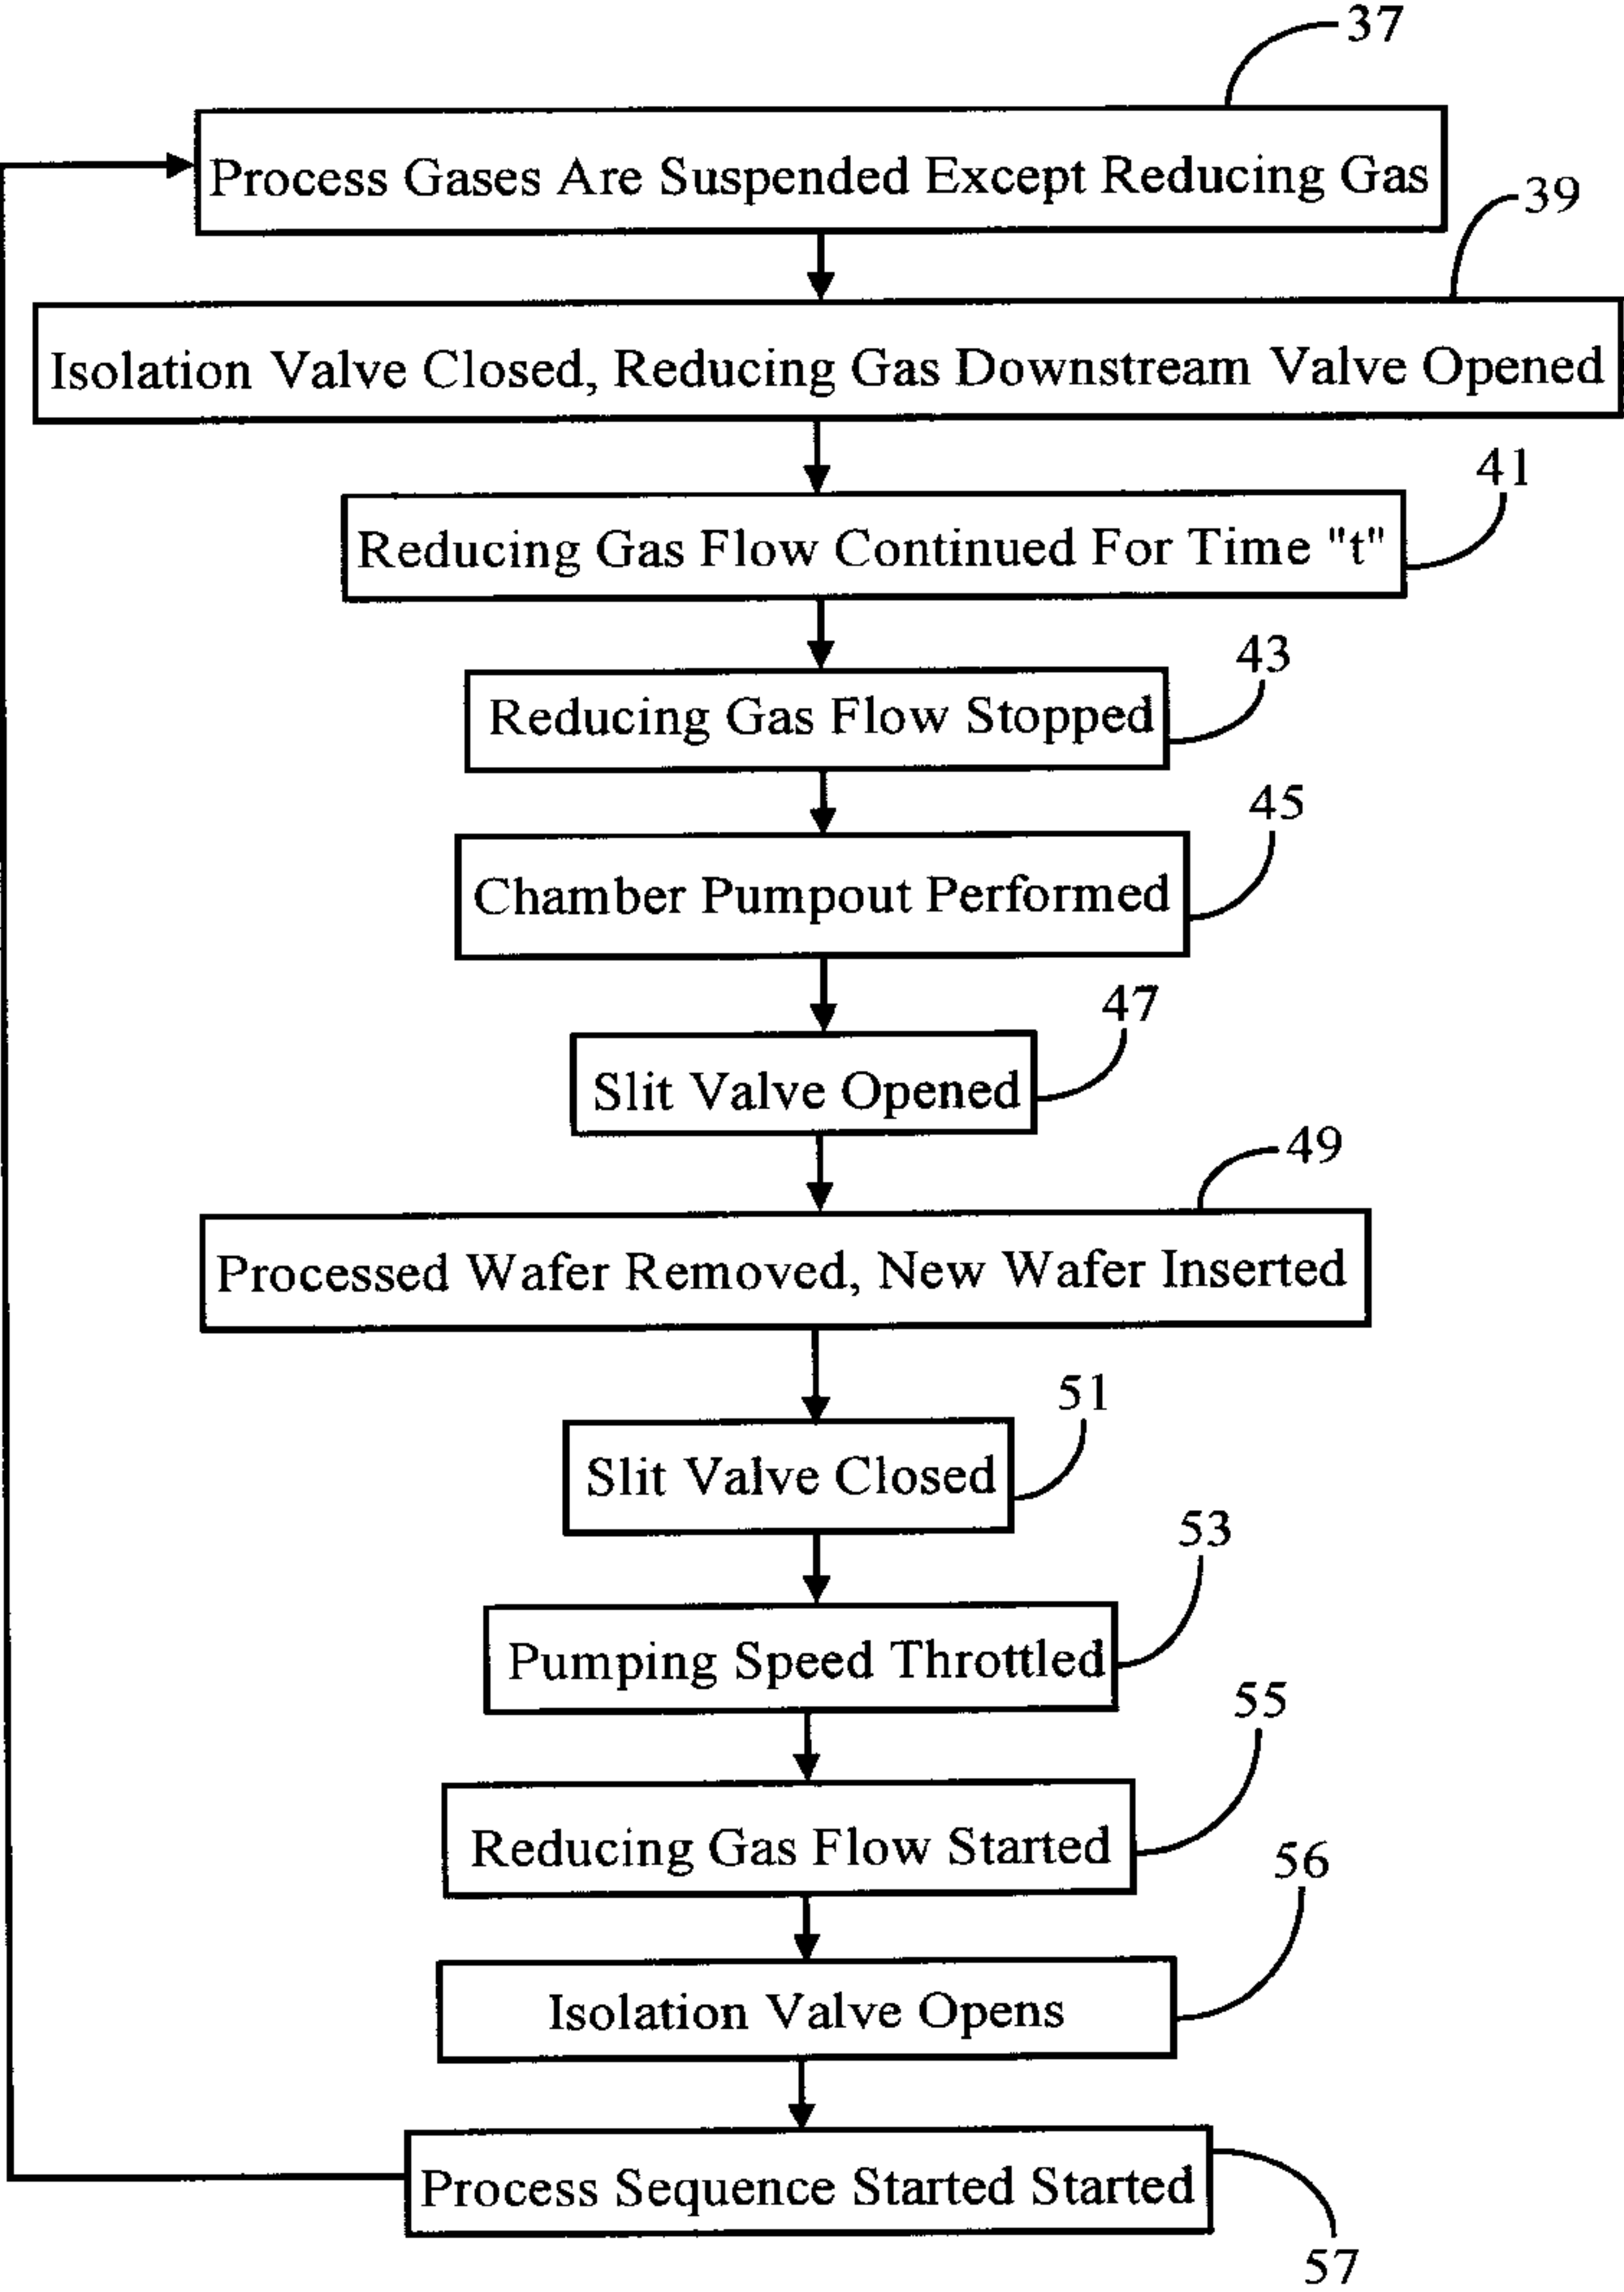 37
Process Gases Are Suspended Except Reducing Gas
39
Isolation Valve Closed, Reducing Gas Downstream Valve Opened
41
Reducing Gas Flow Continued For Time "t"
43
Reducing Gas Flow Stopped
45
Chamber Pumpout Performed
47
Slit Valve Opened
49
Processed Wafer Removed, New Wafer Inserted
51
Slit Valve Closed
53
Pumping Speed Throttled
55
Reducing Gas Flow Started
56
Isolation Valve Opens
Process Sequence Started Started
57